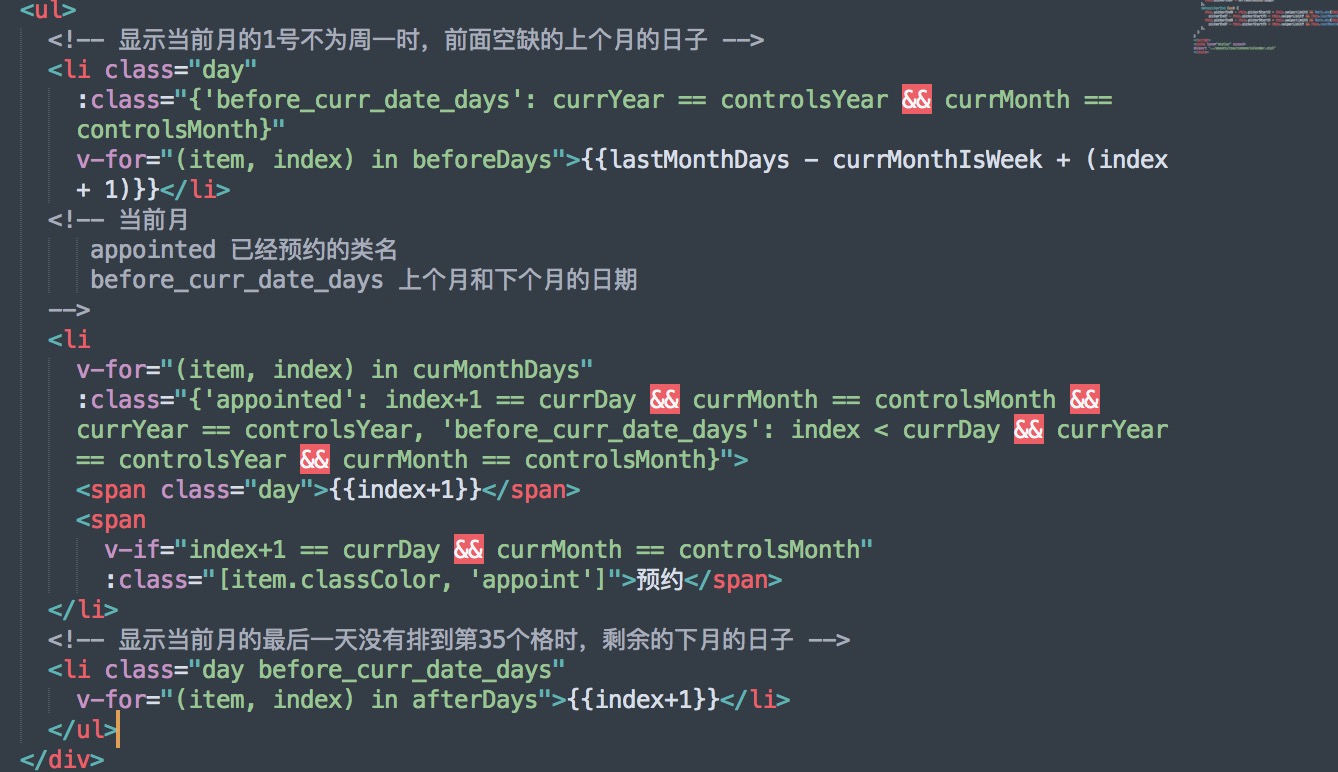 <ul>
<!-- 显示当前月的1号不为周一时，前面空缺的上个月的日子 -->
<li class="day"
:class="{'before_curr_date_days': currYear == controlsYear && currMonth ==
controlsMonth}"
v-for="(item, index) in beforeDays">{{lastMonthDays - currMonthIsWeek + (index
+ 1)}}</li>
<!-- 当前月
appointed 已经预约的类名
before_curr_date_days 上个月和下个月的日期
-->
<li
v-for="(item, index) in curMonthDays"
:class="{'appointed': index+1 == currDay && currMonth == controlsMonth &&
currYear == controlsYear, 'before_curr_date_days': index < currDay && currYear
== controlsYear && currMonth == controlsMonth}">
<span class="day">{{index+1}}</span>
<span
v-if="index+1 == currDay && currMonth == controlsMonth"
:class="[item.classColor, 'appoint']">预约</span>
</li>
<!-- 显示当前月的最后一天没有排到第35个格时，剩余的下月的日子 -->
<li class="day before_curr_date_days"
v-for="(item, index) in afterDays">{{index+1}}</li>
</ul>
</div>